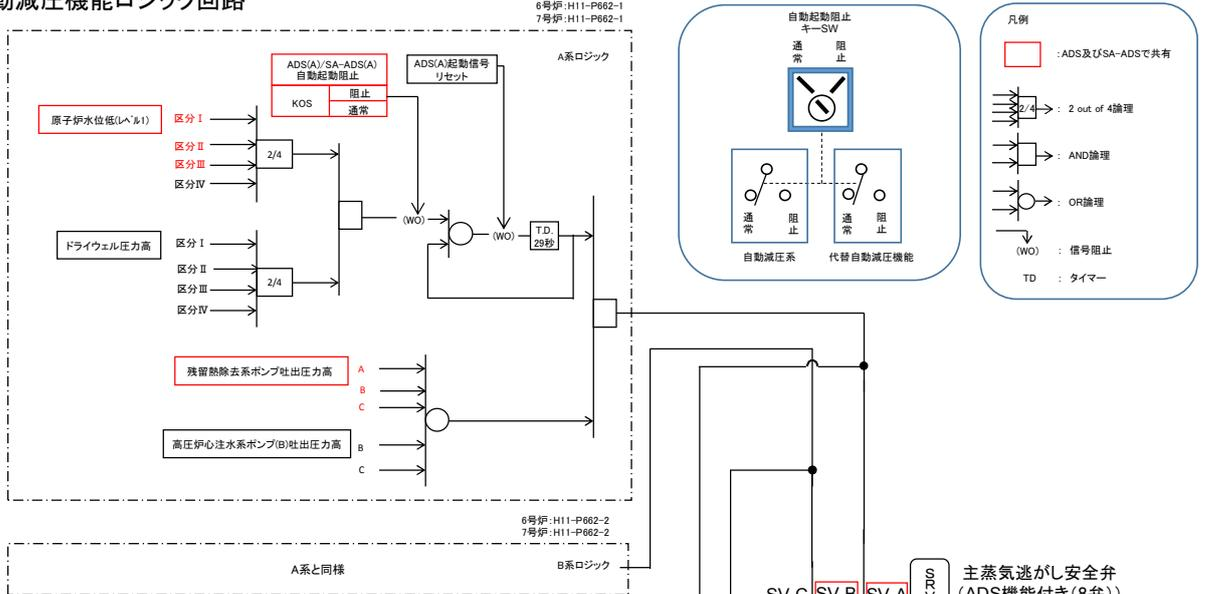 動減圧機能ロジック回路
6号炉:H11-P662-1
7号炉:H11-P662-1
A系ロジック
ADS(A)/SA-ADS(A)
自動起動阻止
KOS
阻止
通常
ADS(A)起動信号
リセット
原子炉水位低(レベル1)
区分Ⅰ
区分Ⅱ
区分Ⅲ
区分Ⅳ
2/4
(WO)
(WO)
T.D.
29秒
ドライウェル圧力高
区分Ⅰ
区分Ⅱ
区分Ⅲ
区分Ⅳ
2/4
残留熱除去系ポンプ吐出圧力高
A
B
C
高圧炉心注水系ポンプ(B)吐出圧力高
B
C
6号炉:H11-P662-2
7号炉:H11-P662-2
B系ロジック
A系と同様
自動起動阻止
キーSW
通常
阻止
通常
阻止
通常
阻止
自動減圧系
代替自動減圧機能
凡例
:ADS及びSA-ADSで共有
2/4
: 2 out of 4論理
: AND論理
: OR論理
(WO)
: 信号阻止
TD
: タイマー
SV-C
SV-B
SV-A
SRV
主蒸気逃がし安全弁
(ADS機能付き(8弁))